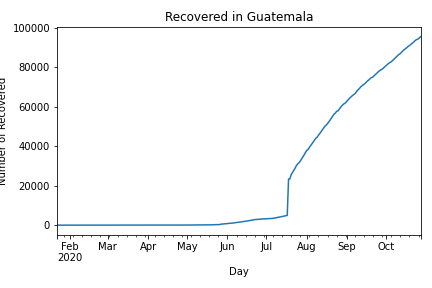 Recovered in Guatemala
Number of Recovered
100000
80000
60000
40000
20000
0
Feb Mar Apr May Jun Jul Aug Sep Oct
2020
Day